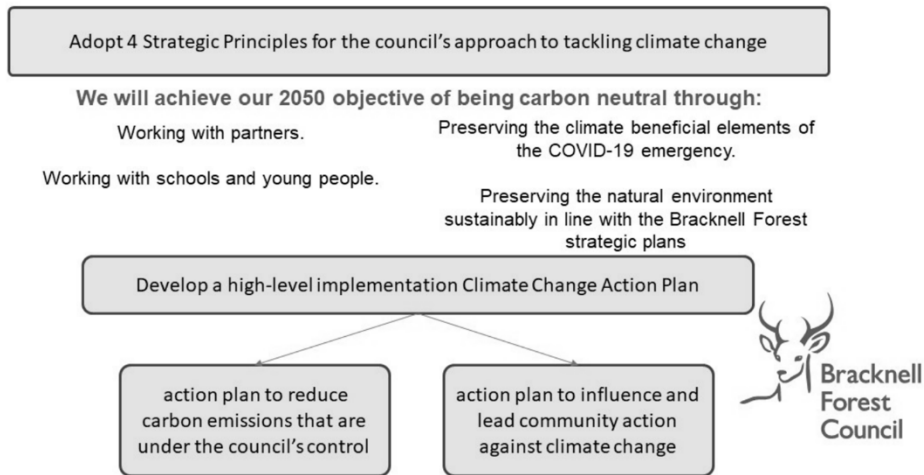 Adopt 4 Strategic Principles for the council's approach to tackling climate change
We will achieve our 2050 objective of being carbon neutral through:
Working with partners.
Working with schools and young people.
Preserving the climate beneficial elements of
the COVID-19 emergency.
Preserving the natural environment
sustainably in line with the Bracknell Forest
strategic plans
Develop a high-level implementation Climate Change Action Plan
action plan to reduce
carbon emissions that are
under the council's control
action plan to influence and
lead community action
against climate change
Bracknell
Forest
Council